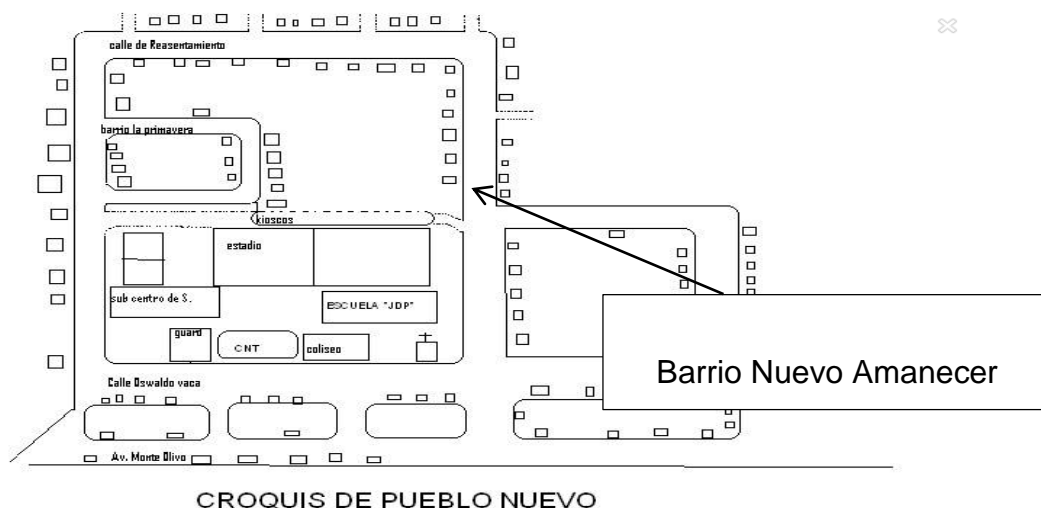 calle de Reasentamiento
barrio la primavera
kioscos
estadio
sub centro de S.
ESCUELA "JDP"
guard
CNT
coliseo
Barrio Nuevo Amanecer
Calle Oswaldo vaca
Av. Monte Olivo
CROQUIS DE PUEBLO NUEVO